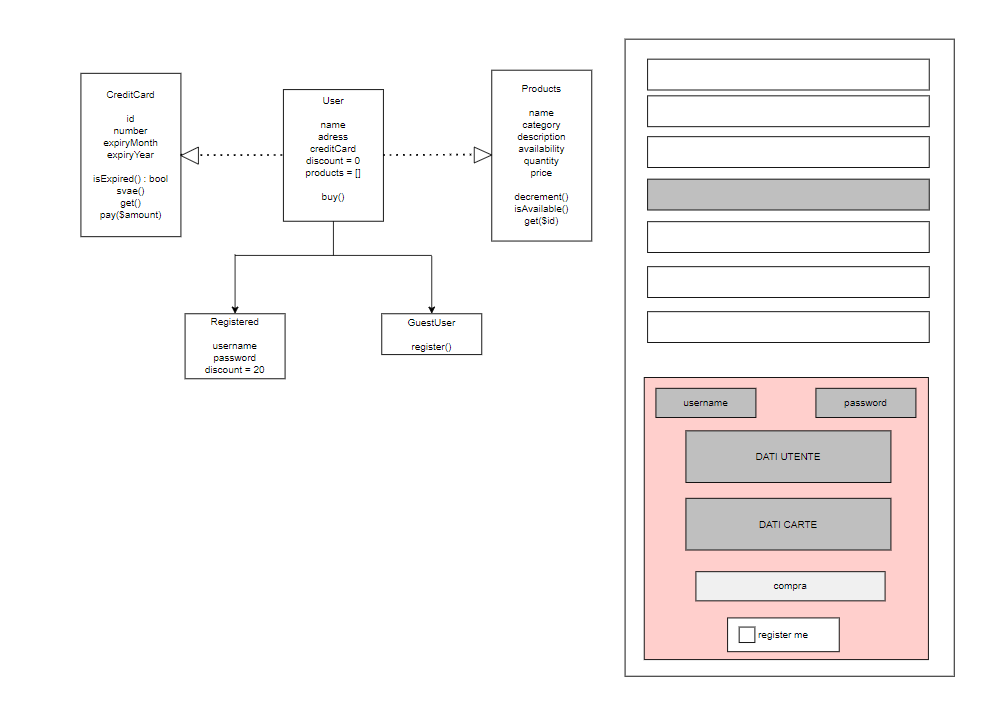 CreditCard
id
number
expiryMonth
expiryYear
isExpired() : bool
svae()
get()
pay($amount)
User
name
adress
creditCard
discount = 0
products = []
buy()
Products
name
category
description
availability
quantity
price
decrement()
isAvailable()
get($id)
Registered
username
password
discount = 20
GuestUser
register()
username
password
DATI UTENTE
DATI CARTE
compra
register me